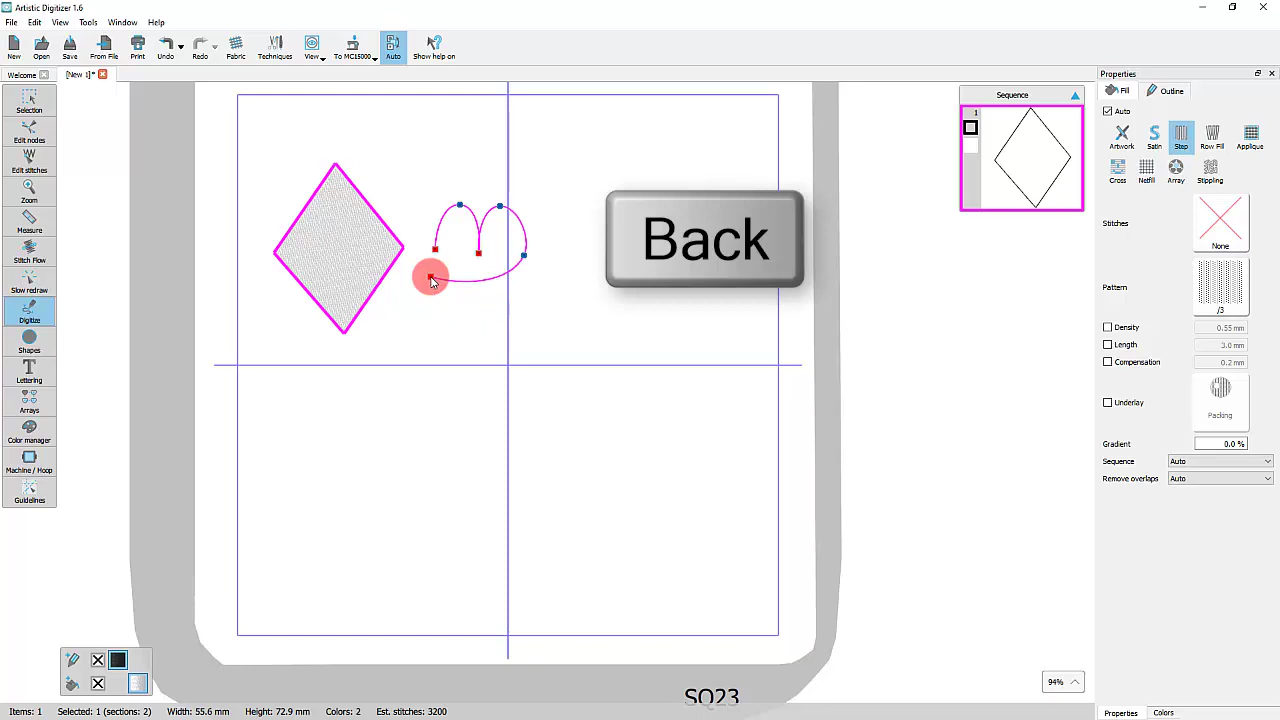 Artistic Digitizer 1.6
File Edit View Tools Window Help
New Open Save From File Print Undo Redo Fabric Techniques View To MC15000 Auto Show help on
Welcome [New 1]*
Selection
Edit nodes
Edit stitches
Zoom
Measure
Stitch Flow
Slow redraw
Digitize
Shapes
Lettering
Arrays
Color manager
Machine / Hoop
Guidelines
Back
SQ23
94%
Sequence
1
Properties
Fill Outline
Auto
Artwork Satin Step Row Fill Applique
Cross Netfill Array Stippling
Stitches
None
Pattern
/3
Density 0.55 mm
Length 3.0 mm
Compensation 0.2 mm
Underlay
Packing
Gradient 0.0 %
Sequence Auto
Remove overlaps Auto
Properties Colors
Items: 1 Selected: 1 (sections: 2) Width: 55.6 mm Height: 72.9 mm Colors: 2 Est. stitches: 3200